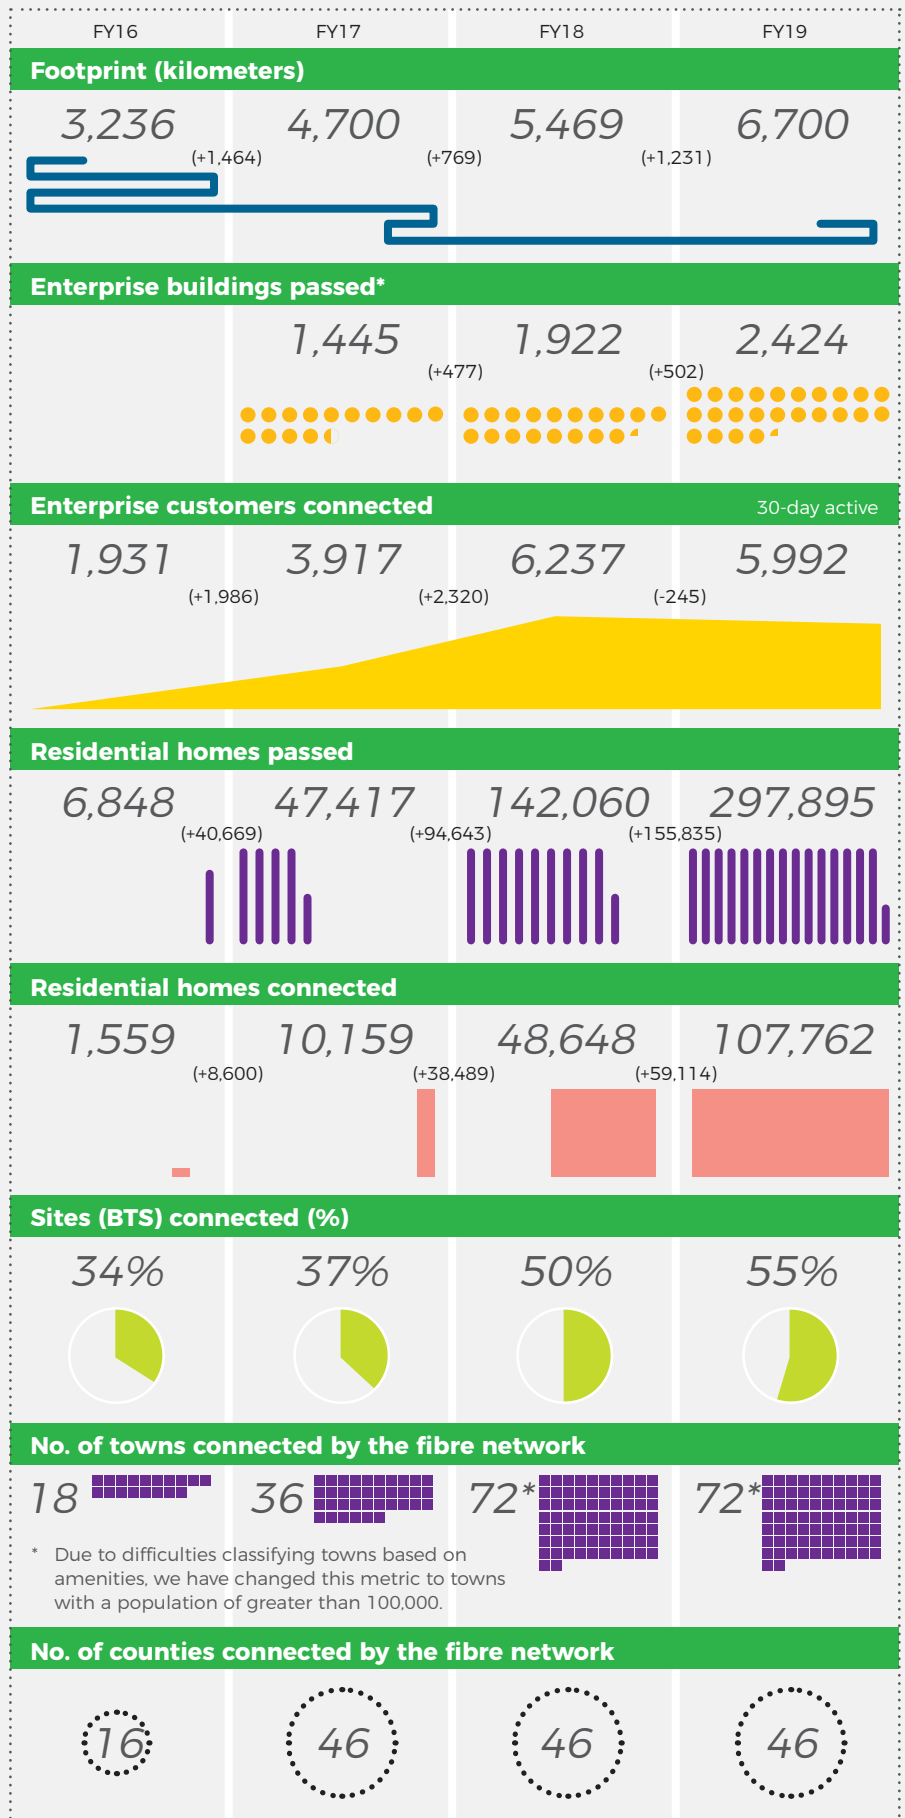 FY16 FY17 FY18 FY19
Footprint (kilometers)
3,236 4,700 5,469 6,700
(+1,464) (+769) (+1,231)
Enterprise buildings passed*
1,445 1,922 2,424
(+477) (+502)
Enterprise customers connected 30-day active
1,931 3,917 6,237 5,992
(+1,986) (+2,320) (-245)
Residential homes passed
6,848 47,417 142,060 297,895
(+40,669) (+94,643) (+155,835)
Residential homes connected
1,559 10,159 48,648 107,762
(+8,600) (+38,489) (+59,114)
Sites (BTS) connected (%)
34% 37% 50% 55%
No. of towns connected by the fibre network
18 36 72* 72*
* Due to difficulties classifying towns based on
amenities, we have changed this metric to towns
with a population of greater than 100,000.
No. of counties connected by the fibre network
16 46 46 46